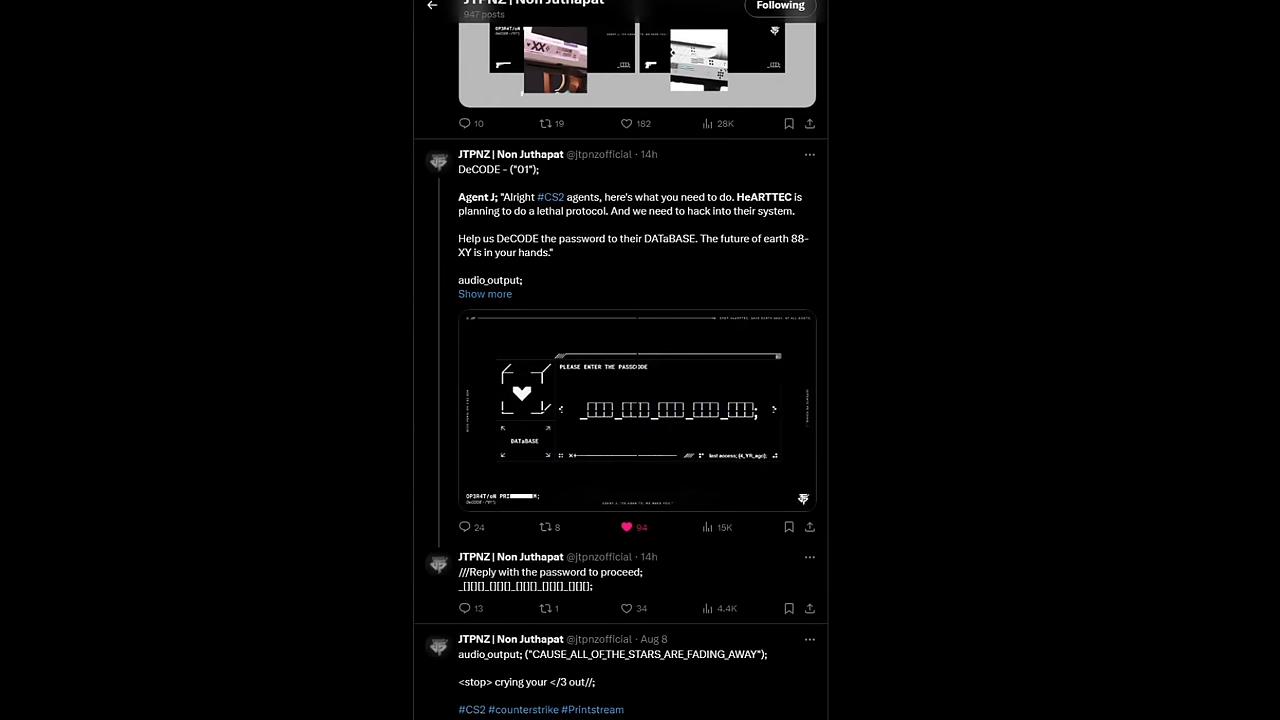 JTPNZ | Non Juthapat
947 posts
Following
10
19
182
28K
JTPNZ | Non Juthapat @jtpnzofficial · 14h
DeCODE - ("01");
Agent J; "Alright #CS2 agents, here's what you need to do. HeARTTEC is
planning to do a lethal protocol. And we need to hack into their system.
Help us DeCODE the password to their DATaBASE. The future of earth 88-
XY is in your hands."
audio_output;
Show more
PLEASE ENTER THE PASSCODE
DATaBASE
last access; (4_YR_ago);
24
8
94
15K
JTPNZ | Non Juthapat @jtpnzofficial · 14h
///Reply with the password to proceed;
_[][][]_[][][]_[][][]_[][][]_[][][];
13
1
34
4.4K
JTPNZ | Non Juthapat @jtpnzofficial · Aug 8
audio_output; ("CAUSE_ALL_OF_THE_STARS_ARE_FADING_AWAY");
<stop> crying your </3 out//;
#CS2 #counterstrike #Printstream